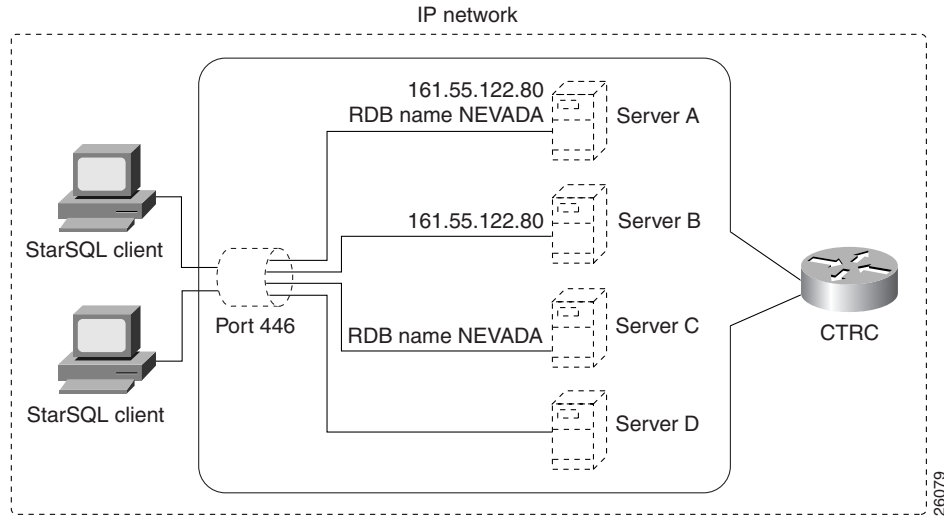 IP network
161.55.122.80
RDB name NEVADA
Server A
StarSQL client
161.55.122.80
Server B
Port 446
RDB name NEVADA
Server C
CTRC
StarSQL client
Server D
26079